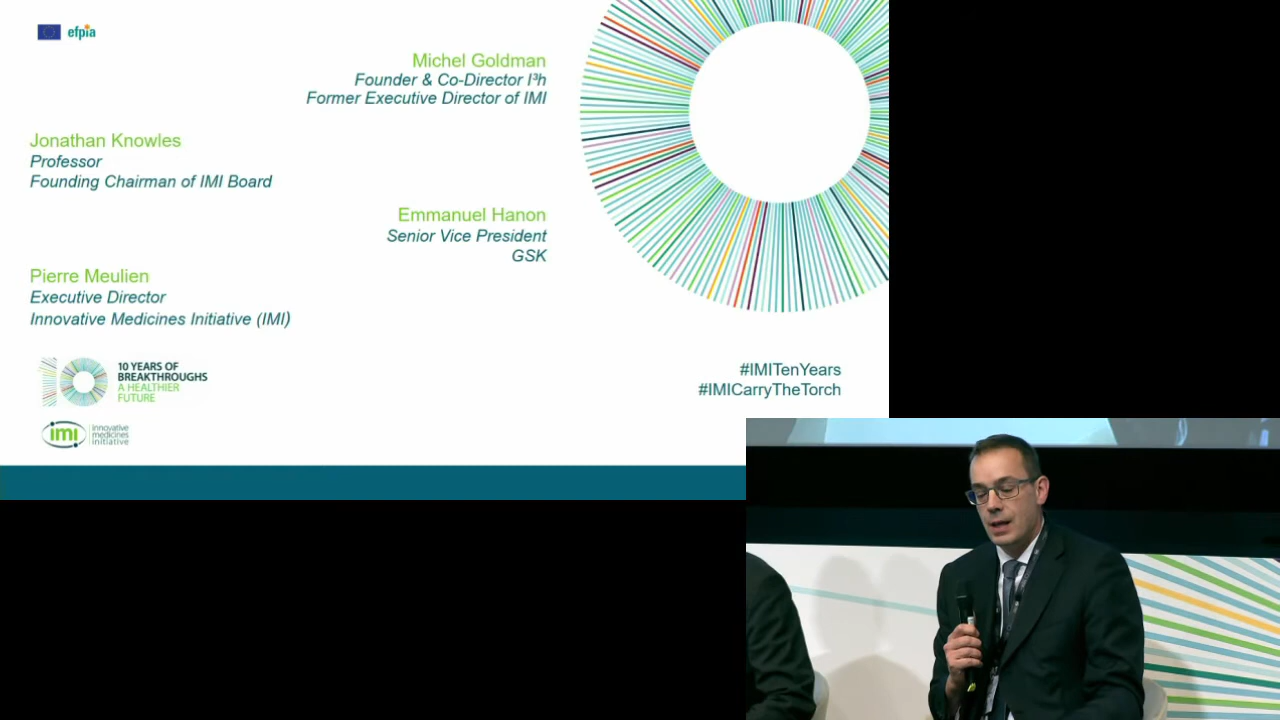 efpia
Michel Goldman
Founder & Co-Director I³h
Former Executive Director of IMI
Jonathan Knowles
Professor
Founding Chairman of IMI Board
Emmanuel Hanon
Senior Vice President
GSK
Pierre Meulien
Executive Director
Innovative Medicines Initiative (IMI)
10 YEARS OF
BREAKTHROUGHS
A HEALTHIER
FUTURE
#IMITenYears
#IMICarryTheTorch
imi
innovative
medicines
initiative